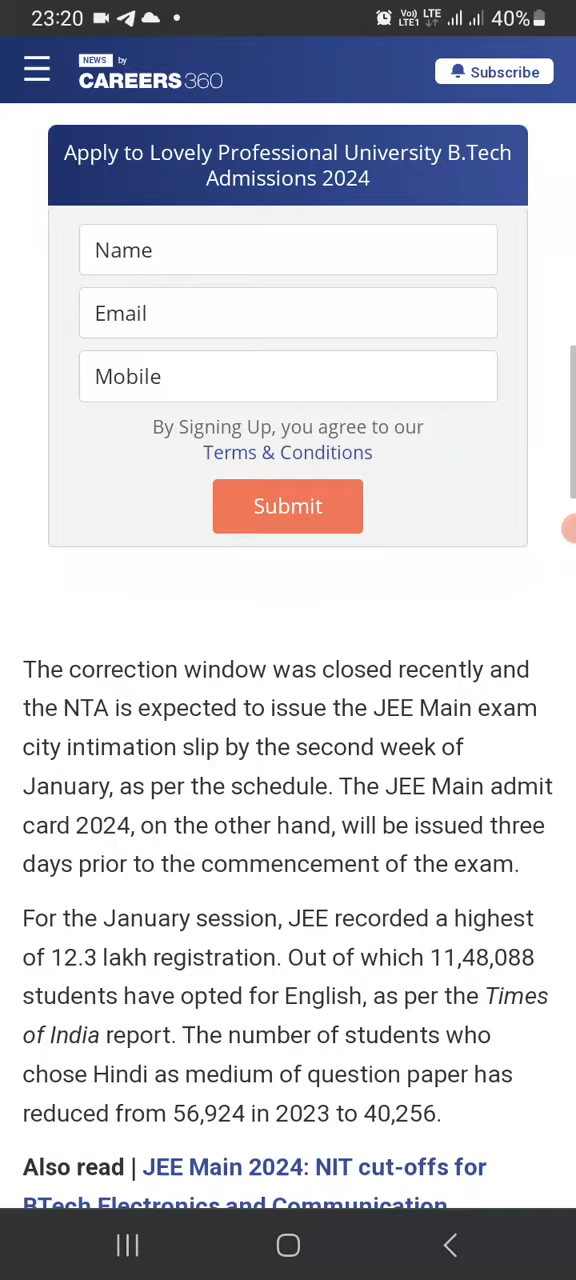 23:20
Vo)) LTE
LTE1
40%
NEWS by
CAREERS360
Subscribe
Apply to Lovely Professional University B.Tech
Admissions 2024
Name
Email
Mobile
By Signing Up, you agree to our
Terms & Conditions
Submit
The correction window was closed recently and
the NTA is expected to issue the JEE Main exam
city intimation slip by the second week of
January, as per the schedule. The JEE Main admit
card 2024, on the other hand, will be issued three
days prior to the commencement of the exam.
For the January session, JEE recorded a highest
of 12.3 lakh registration. Out of which 11,48,088
students have opted for English, as per the Times
of India report. The number of students who
chose Hindi as medium of question paper has
reduced from 56,924 in 2023 to 40,256.
Also read | JEE Main 2024: NIT cut-offs for
BTech Electronics and Communication